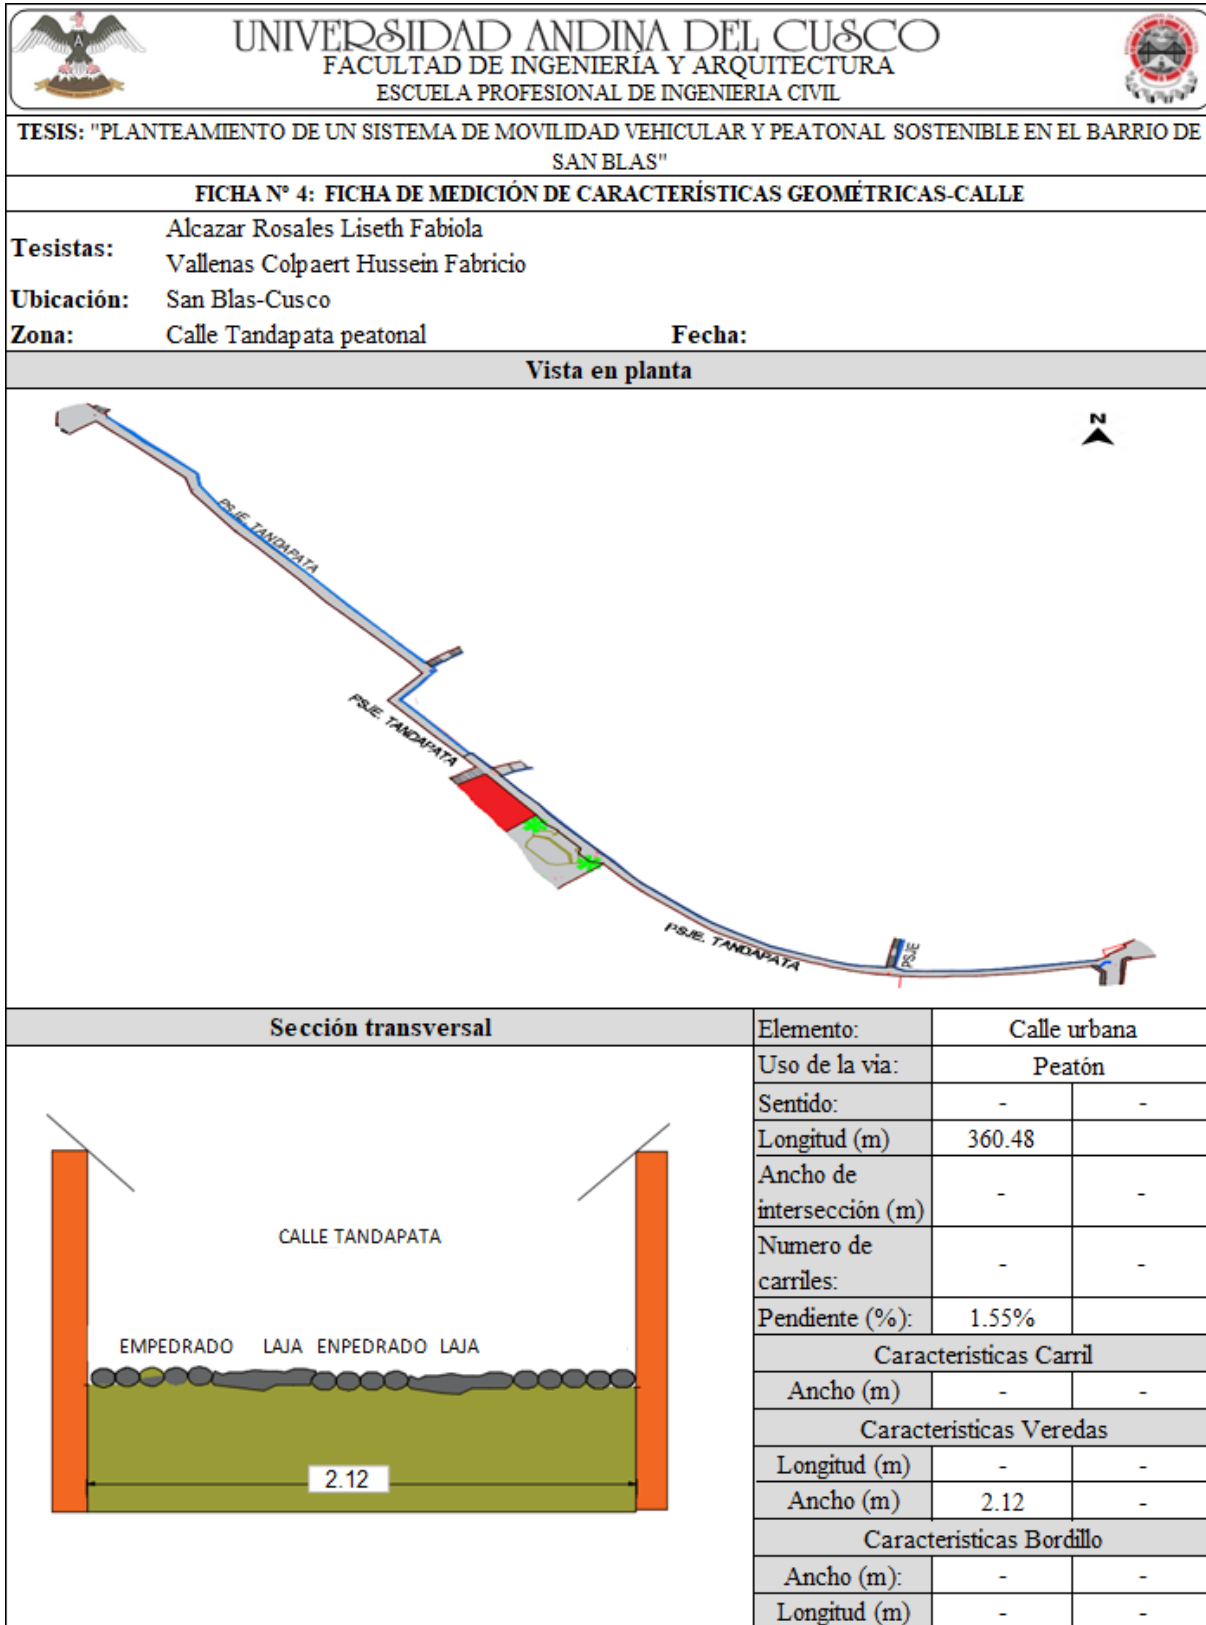 UNIVERSIDAD ANDINA DEL CUSCO
FACULTAD DE INGENIERÍA Y ARQUITECTURA
ESCUELA PROFESIONAL DE INGENIERIA CIVIL
TESIS: "PLANTEAMIENTO DE UN SISTEMA DE MOVILIDAD VEHICULAR Y PEATONAL SOSTENIBLE EN EL BARRIO DE
SAN BLAS"
FICHA N° 4: FICHA DE MEDICIÓN DE CARACTERÍSTICAS GEOMÉTRICAS-CALLE
Tesistas:
Alcazar Rosales Liseth Fabiola
Vallenas Colpaert Hussein Fabricio
Ubicación: San Blas-Cusco
Zona: Calle Tandapata peatonal Fecha:
Vista en planta
N
PSJE. TANDAPATA
PSJE. TANDAPATA
PSJE. TANDAPATA
PSJE
Sección transversal
CALLE TANDAPATA
EMPEDRADO LAJA ENPEDRADO LAJA
2.12
Elemento: Calle urbana
Uso de la via: Peatón
Sentido: - -
Longitud (m) 360.48
Ancho de
intersección (m) - -
Numero de
carriles: - -
Pendiente (%): 1.55%
Caracteristicas Carril
Ancho (m) - -
Caracteristicas Veredas
Longitud (m) - -
Ancho (m) 2.12 -
Caracteristicas Bordillo
Ancho (m): - -
Longitud (m) - -